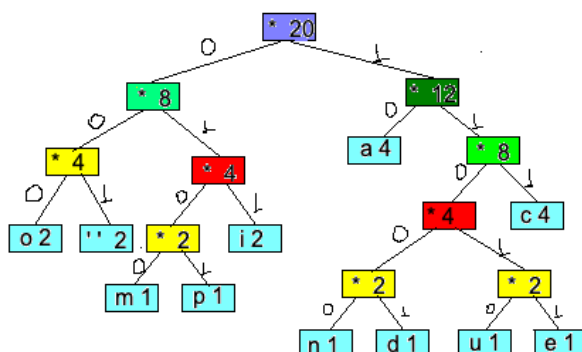 * 20
0 1
* 8 * 12
0 1 0 1
* 4 * 4 a 4 * 8
0 1 0 1 0 1
o 2 ' ' 2 * 2 i 2 * 4 c 4
0 1 0 1
m 1 p 1 * 2 * 2
0 1 0 1
n 1 d 1 u 1 e 1